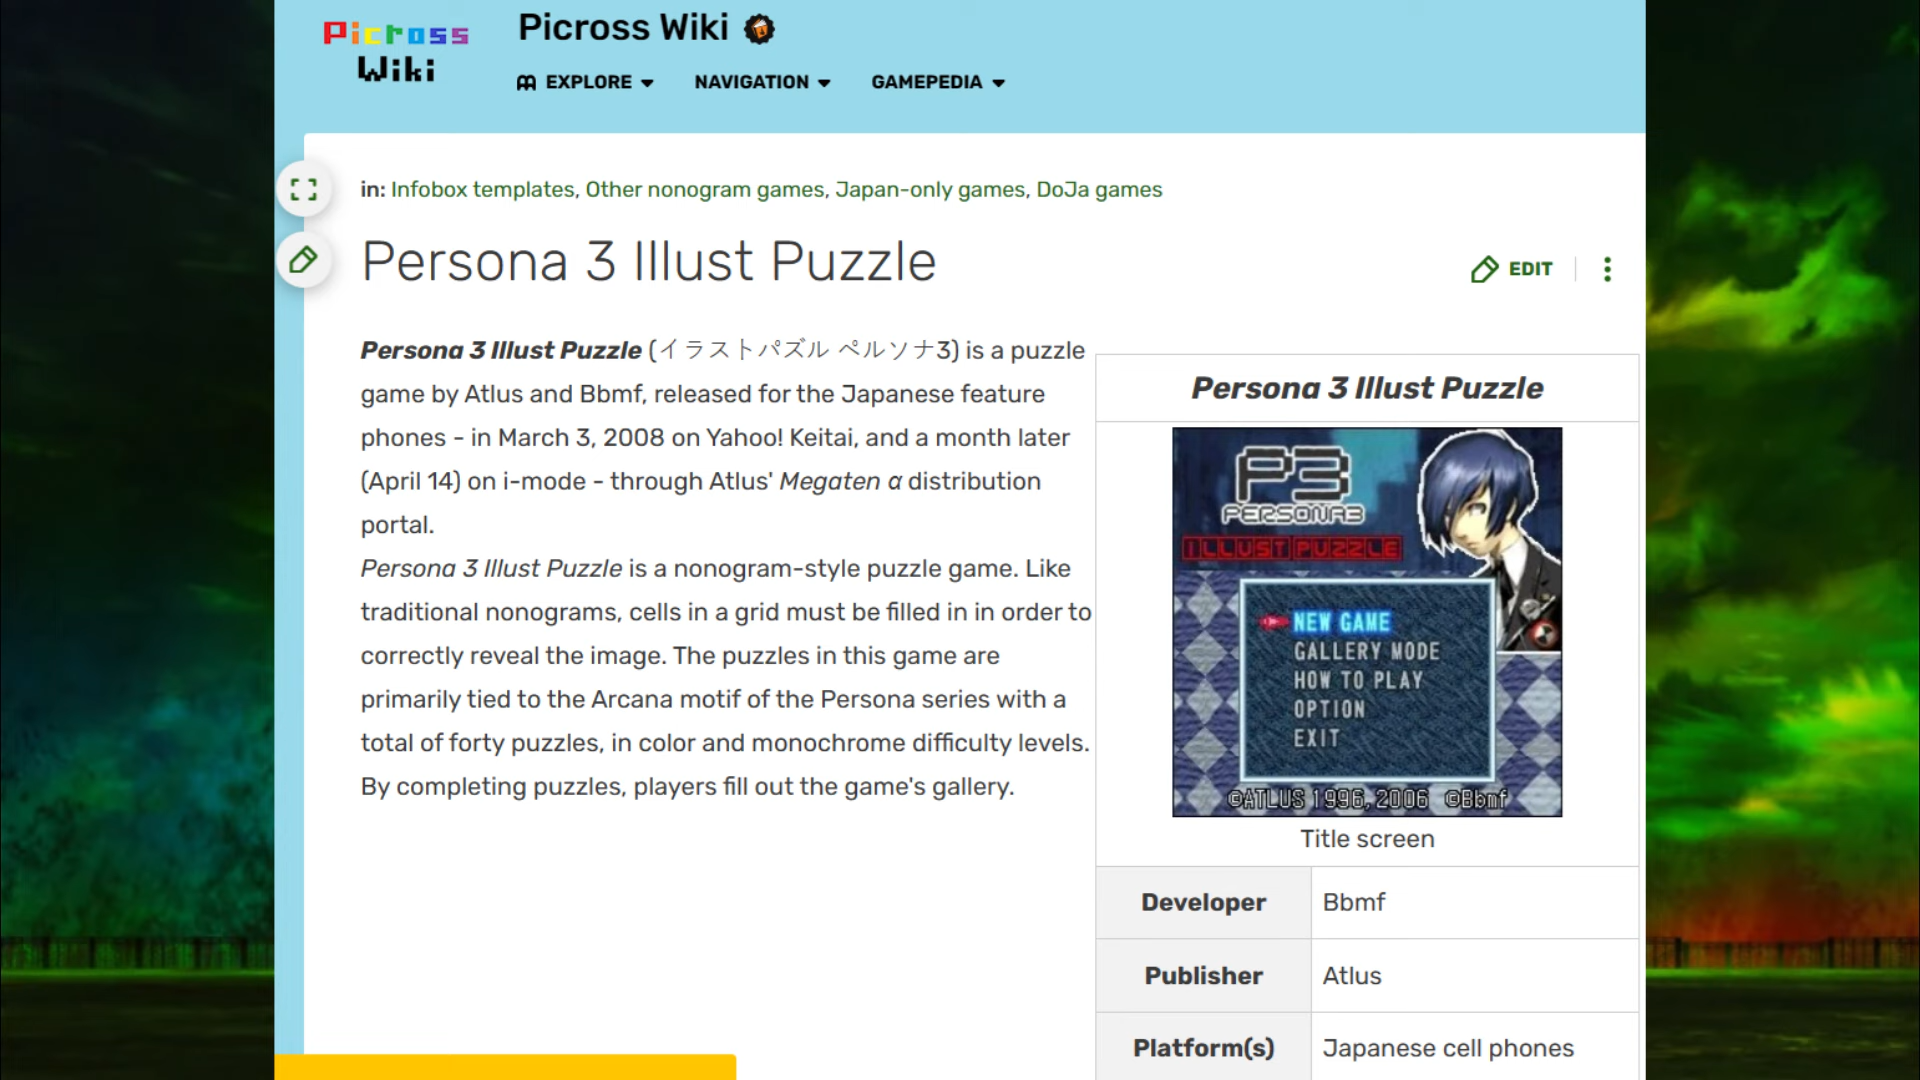 Picross
Wiki
Picross Wiki
EXPLORE
NAVIGATION
GAMEPEDIA
in: Infobox templates, Other nonogram games, Japan-only games, DoJa games
Persona 3 Illust Puzzle
EDIT
Persona 3 Illust Puzzle (イラストパズル ペルソナ3) is a puzzle
game by Atlus and Bbmf, released for the Japanese feature
phones - in March 3, 2008 on Yahoo! Keitai, and a month later
(April 14) on i-mode - through Atlus' Megaten α distribution
portal.
Persona 3 Illust Puzzle is a nonogram-style puzzle game. Like
traditional nonograms, cells in a grid must be filled in in order to
correctly reveal the image. The puzzles in this game are
primarily tied to the Arcana motif of the Persona series with a
total of forty puzzles, in color and monochrome difficulty levels.
By completing puzzles, players fill out the game's gallery.
Persona 3 Illust Puzzle
P3
PERSONA3
ILLUST PUZZLE
NEW GAME
GALLERY MODE
HOW TO PLAY
OPTION
EXIT
©ATLUS 1996,2006 ©Bbmf
Title screen
Developer Bbmf
Publisher Atlus
Platform(s) Japanese cell phones